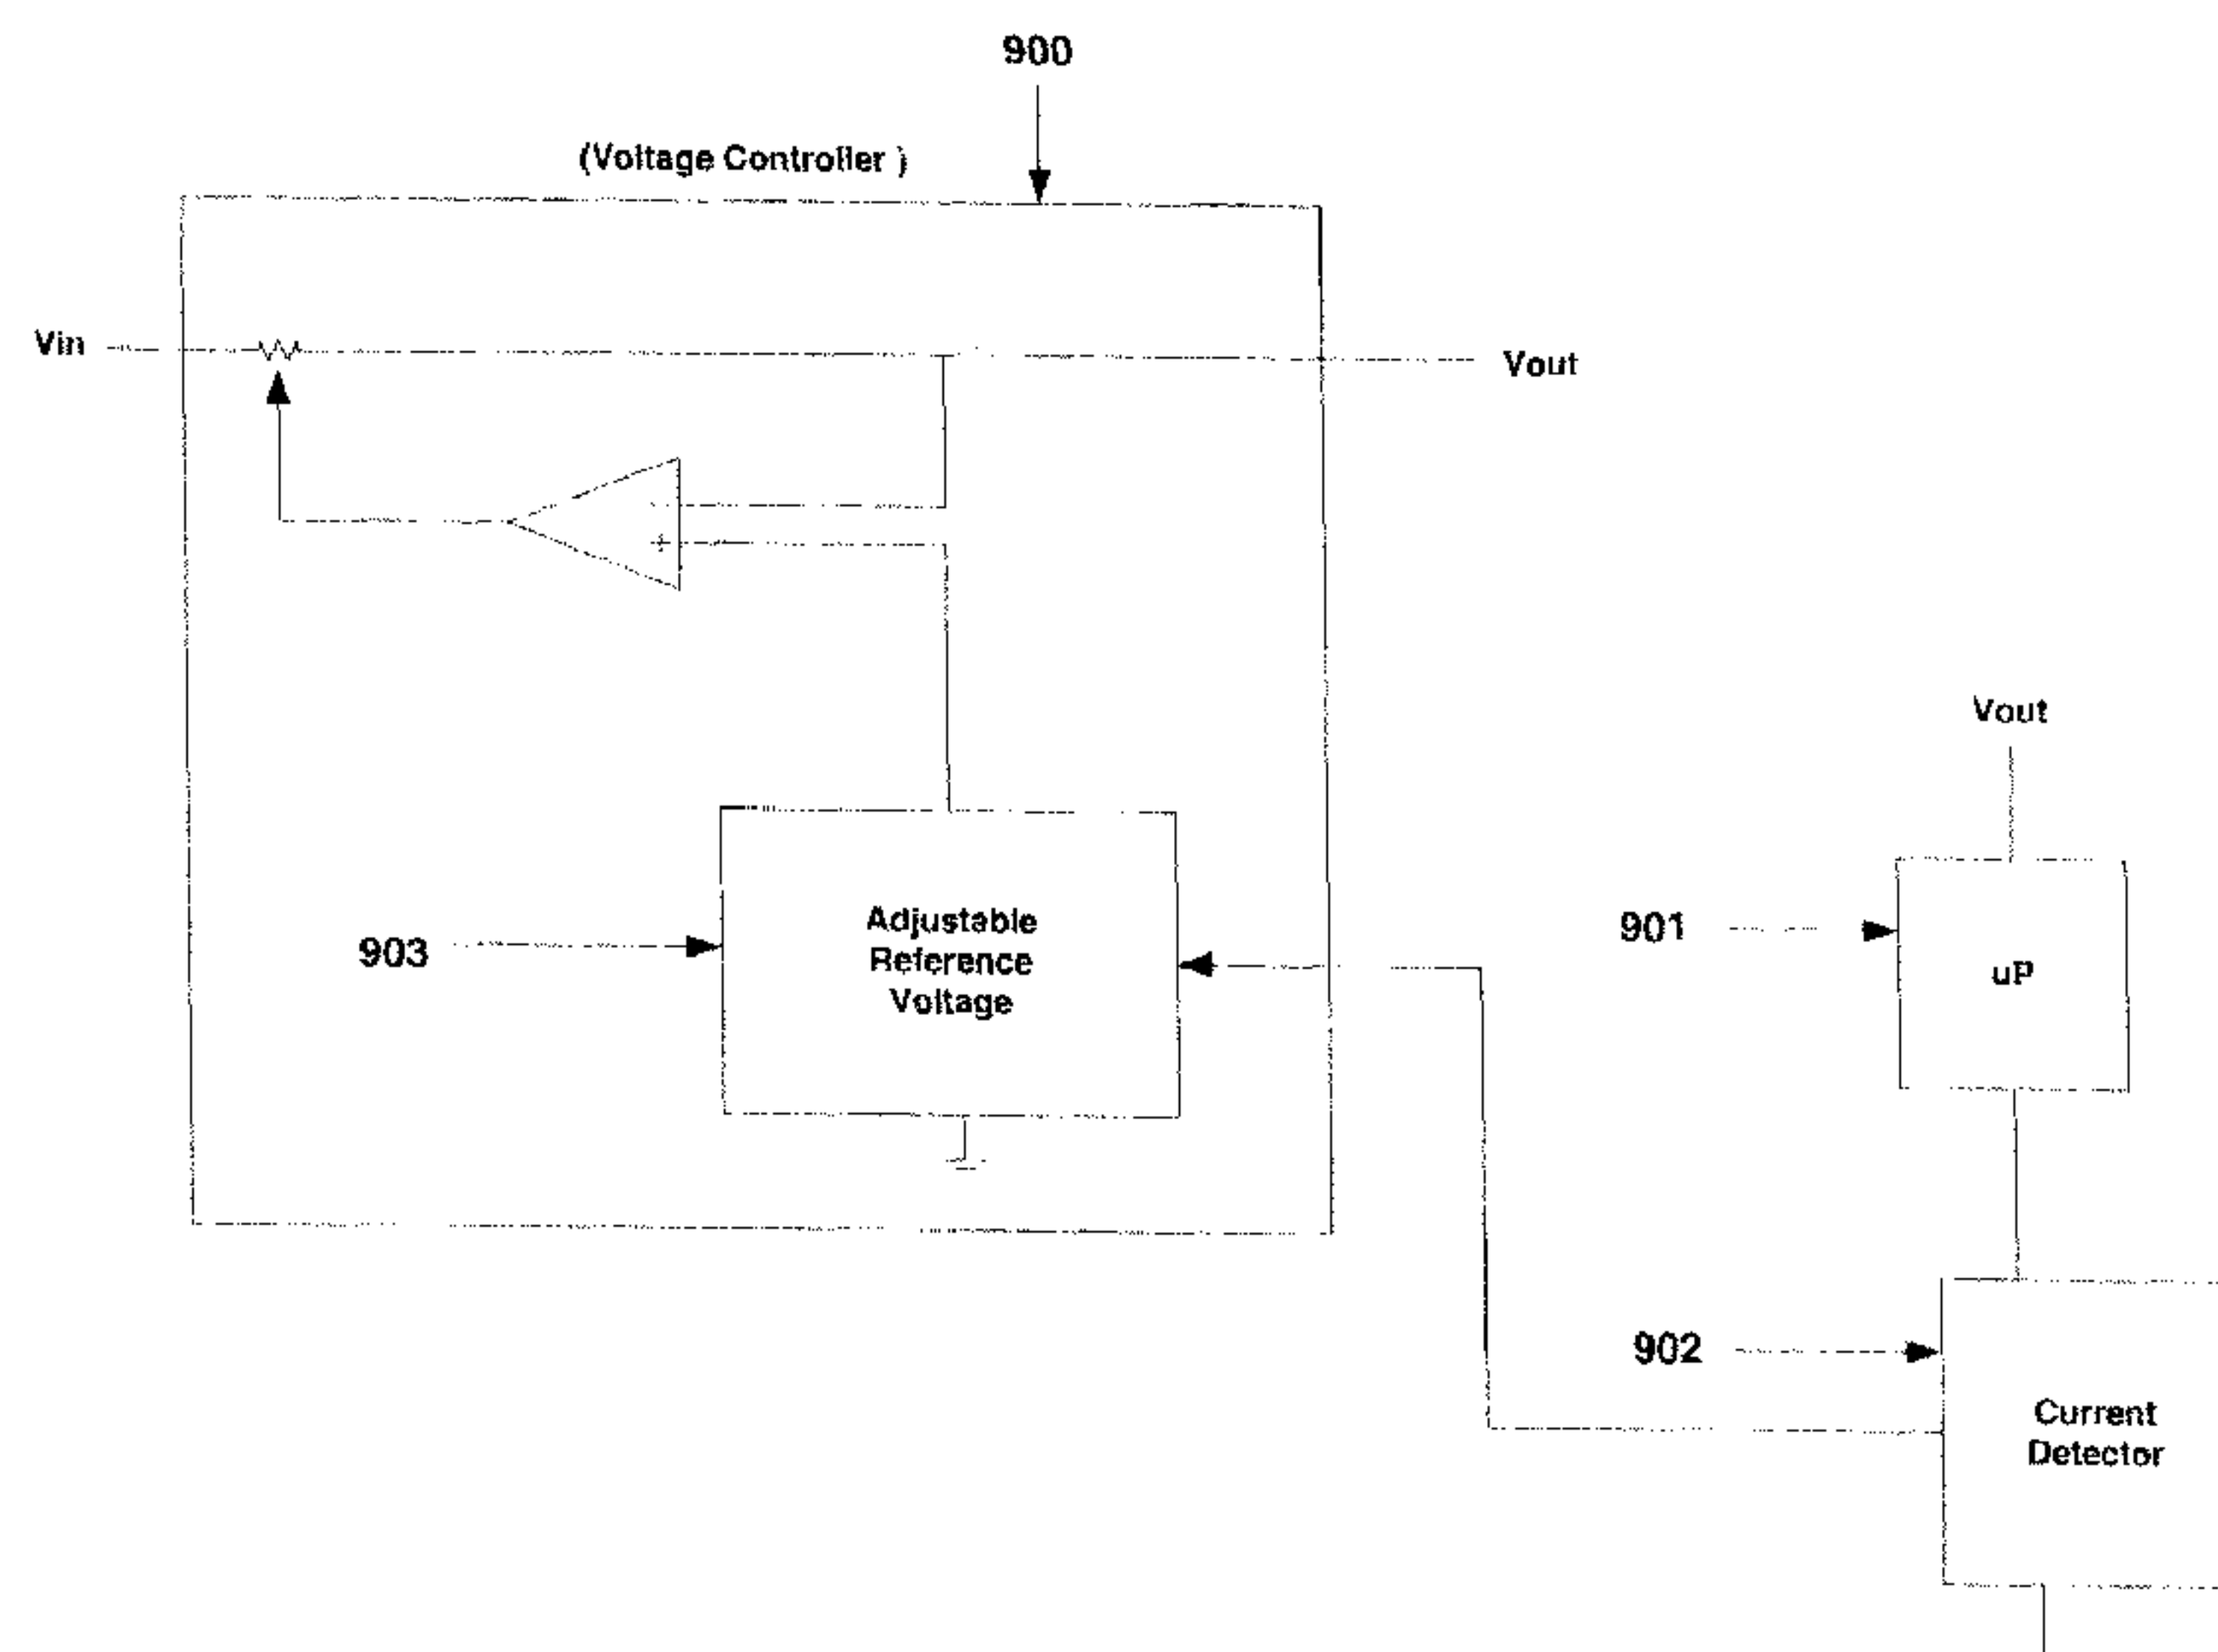 900
(Voltage Controller )
Vin
Vout
Vout
903
Adjustable
Reference
Voltage
901
uP
902
Current
Detector